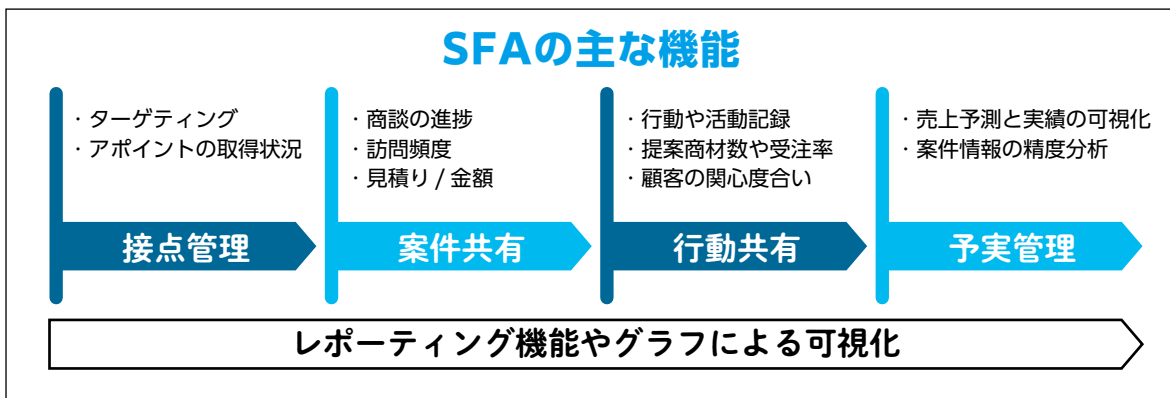 SFAの主な機能
・ターゲティング
・アポイントの取得状況
接点管理
・商談の進捗
・訪問頻度
・見積り / 金額
案件共有
・行動や活動記録
・提案商材数や受注率
・顧客の関心度合い
行動共有
・売上予測と実績の可視化
・案件情報の精度分析
予実管理
レポーティング機能やグラフによる可視化